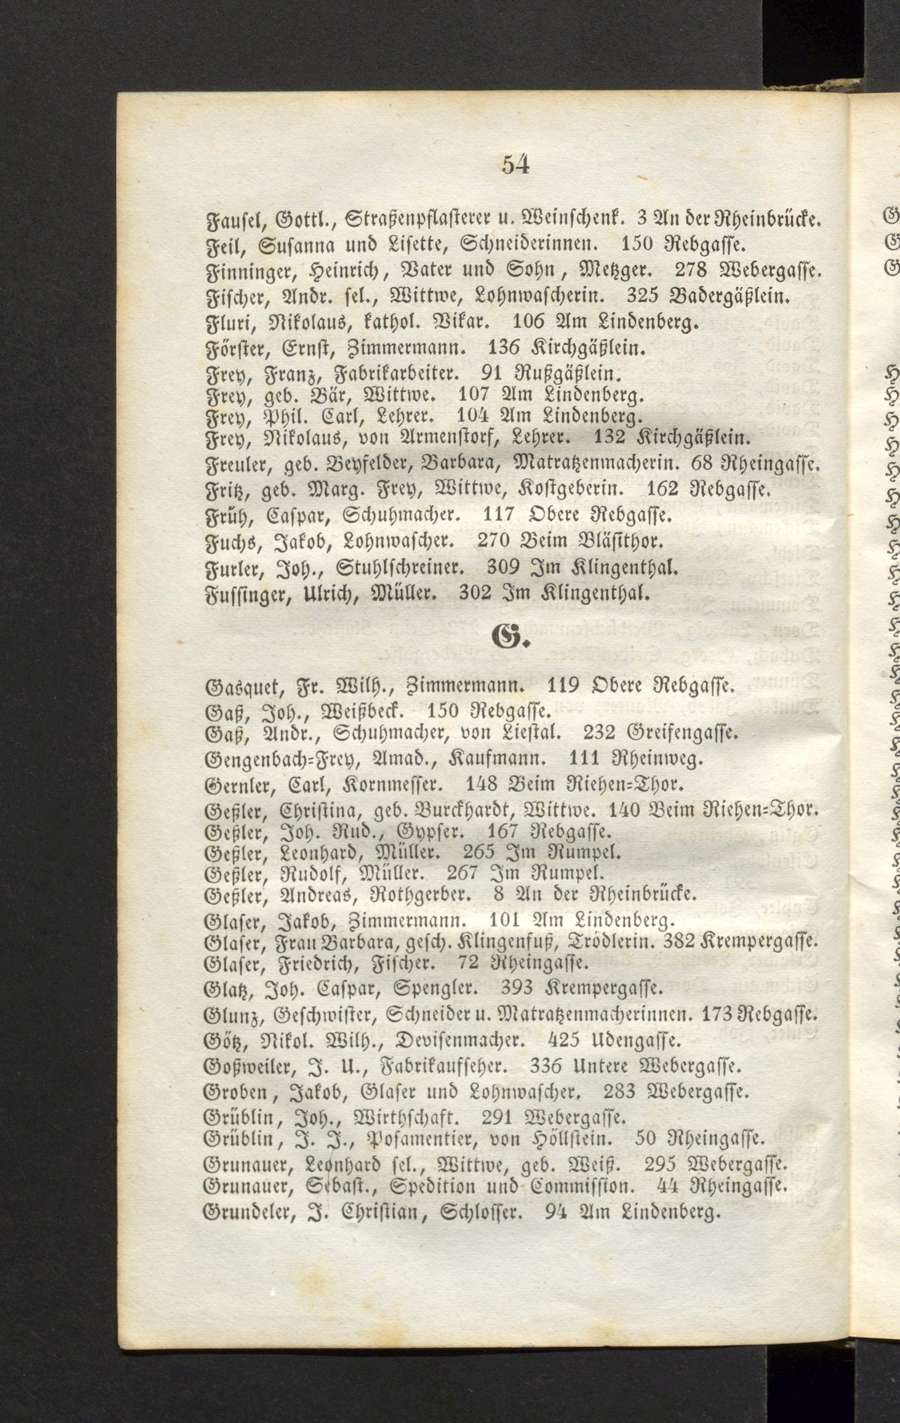 54
Fausel, Gottl., Straßenpflasterer u. Weinschenk. 3 An der Rheinbrücke.
Feil, Susanna und Lisette, Schneiderinnen. 150 Rebgasse.
Finninger, Heinrich, Vater und Sohn, Metzger. 278 Webergasse.
Fischer, Andr. sel., Wittwe, Lohnwascherin. 325 Badergäßlein.
Fluri, Nikolaus, kathol. Vikar. 106 Am Lindenberg.
Förster, Ernst, Zimmermann. 136 Kirchgäßlein.
Frey, Franz, Fabrikarbeiter. 91 Rußgäßlein.
Frey, geb. Bär, Wittwe. 107 Am Lindenberg.
Frey, Phil. Carl, Lehrer. 104 Am Lindenberg.
Frey, Nikolaus, von Armenstorf, Lehrer. 132 Kirchgäßlein.
Freuler, geb. Beyfelder, Barbara, Matratzenmacherin. 68 Rheingasse.
Fritz, geb. Marg. Frey, Wittwe, Kostgeberin. 162 Rebgasse.
Früh, Caspar, Schuhmacher. 117 Obere Rebgasse.
Fuchs, Jakob, Lohnwascher. 270 Beim Bläsithor.
Furler, Joh., Stuhlschreiner. 309 Im Klingenthal.
Fussinger, Ulrich, Müller. 302 Im Klingenthal.
G.
Gasquet, Fr. Wilh., Zimmermann. 119 Obere Rebgasse.
Gaß, Joh., Weißbeck. 150 Rebgasse.
Gaß, Andr., Schuhmacher, von Liestal. 232 Greifengasse.
Gengenbach=Frey, Amad., Kaufmann. 111 Rheinweg.
Gernler, Carl, Kornmesser. 148 Beim Riehen=Thor.
Geßler, Christina, geb. Burckhardt, Wittwe. 140 Beim Riehen=Thor.
Geßler, Joh. Rud., Gypser. 167 Rebgasse.
Geßler, Leonhard, Müller. 265 Im Rumpel.
Geßler, Rudolf, Müller. 267 Im Rumpel.
Geßler, Andreas, Rothgerber. 8 An der Rheinbrücke.
Glaser, Jakob, Zimmermann. 101 Am Lindenberg.
Glaser, Frau Barbara, gesch. Klingenfuß, Trödlerin. 382 Krempergasse.
Glaser, Friedrich, Fischer. 72 Rheingasse.
Glatz, Joh. Caspar, Spengler. 393 Krempergasse.
Glunz, Geschwister, Schneider u. Matratzenmacherinnen. 173 Rebgasse.
Götz, Nikol. Wilh., Devisenmacher. 425 Udengasse.
Goßweiler, J. U., Fabrikaufseher. 336 Untere Webergasse.
Groben, Jakob, Glaser und Lohnwascher. 283 Webergasse.
Grüblin, Joh., Wirthschaft. 291 Webergasse.
Grüblin, J. J., Posamentier, von Höllstein. 50 Rheingasse.
Grunauer, Leonhard sel., Wittwe, geb. Weiß. 295 Webergasse.
Grunauer, Sebast., Spedition und Commission. 44 Rheingasse.
Grundeler, J. Christian, Schlosser. 94 Am Lindenberg.